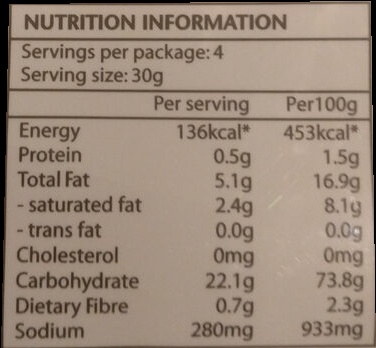 NUTRITION INFORMATION
Servings per package: 4
Serving size: 30g
Per serving Per100g
Energy 136kcal* 453kcal*
Protein 0.5g 1.5g
Total Fat 5.1g 16.9g
- saturated fat 2.4g 8.1g
- trans fat 0.0g 0.0g
Cholesterol 0mg 0mg
Carbohydrate 22.1g 73.8g
Dietary Fibre 0.7g 2.3g
Sodium 280mg 933mg